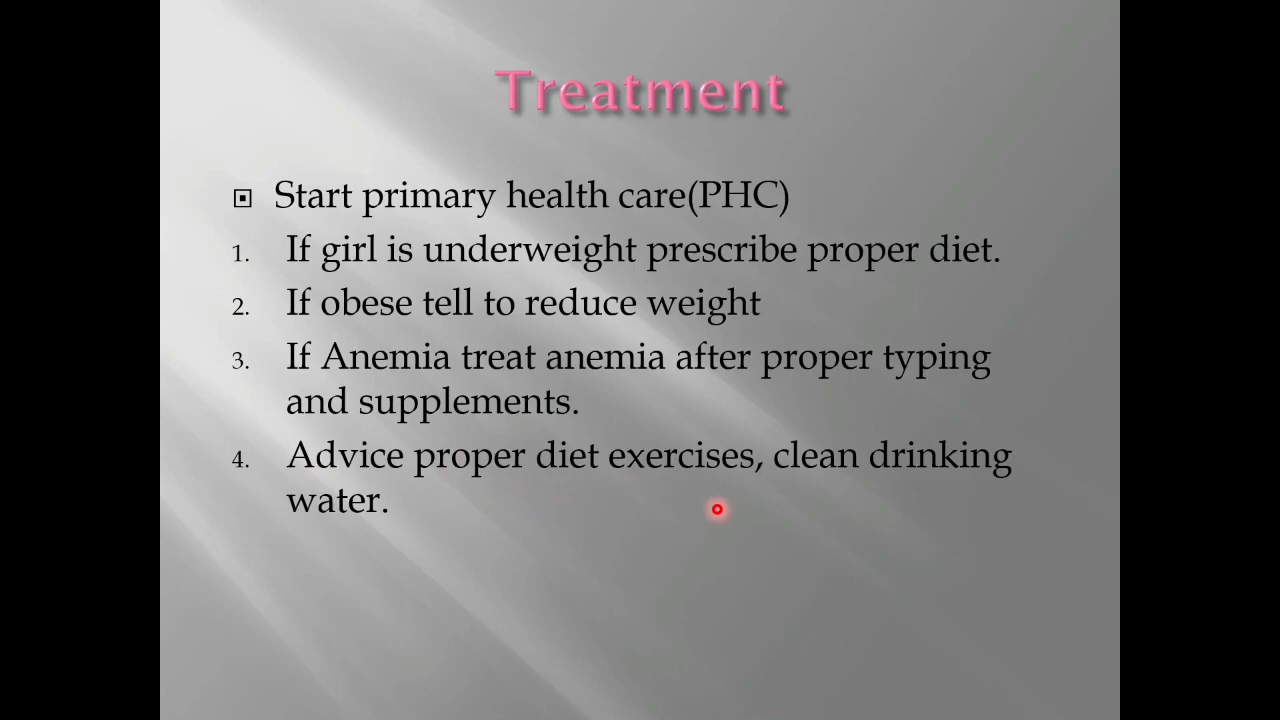 Treatment
Start primary health care(PHC)
1. If girl is underweight prescribe proper diet.
2. If obese tell to reduce weight
3. If Anemia treat anemia after proper typing
and supplements.
4. Advice proper diet exercises, clean drinking
water.